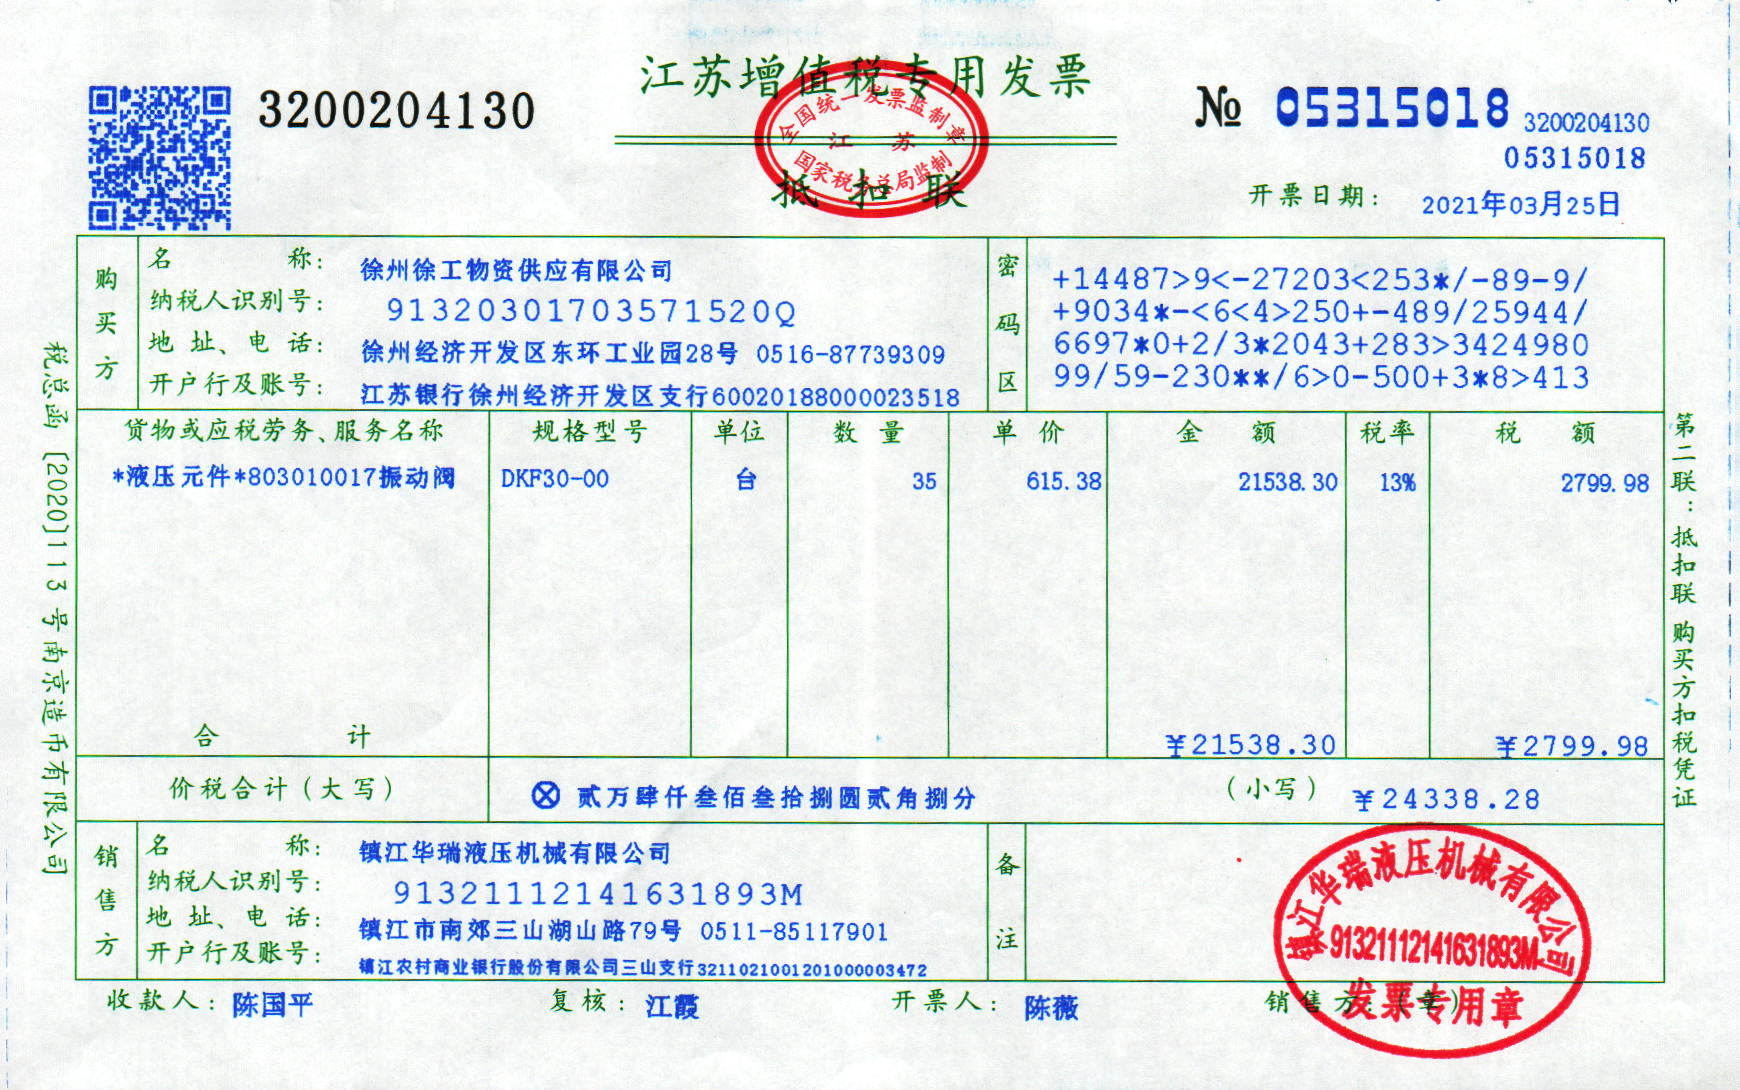 江苏增值税专用发票
3200204130
№ 05315018
3200204130
05315018
全国统一发票监制章
江苏
国家税务总局监制
抵扣联
开票日期： 2021年03月25日
购买方
名称： 徐州徐工物资供应有限公司
纳税人识别号： 91320301703571520Q
地址、电话： 徐州经济开发区东环工业园28号 0516-87739309
开户行及账号： 江苏银行徐州经济开发区支行60020188000023518
密码区
+14487>9<-27203<253*/-89-9/
+9034*-<6<4>250+-489/25944/
6697*0+2/3*2043+283>3424980
99/59-230**/6>0-500+3*8>413
货物或应税劳务、服务名称 规格型号 单位 数量 单价 金额 税率 税额
*液压元件*803010017振动阀 DKF30-00 台 35 615.38 21538.30 13% 2799.98
合计 ￥21538.30 ￥2799.98
价税合计（大写） ⊗ 贰万肆仟叁佰叁拾捌圆贰角捌分 （小写） ￥24338.28
销售方
名称： 镇江华瑞液压机械有限公司
纳税人识别号： 91321112141631893M
地址、电话： 镇江市南郊三山湖山路79号 0511-85117901
开户行及账号： 镇江农村商业银行股份有限公司三山支行3211021001201000003472
备注
镇江华瑞液压机械有限公司
91321112141631893M
发票专用章
收款人： 陈国平 复核： 江霞 开票人： 陈薇 销售方：（章）
税总函〔2020〕113号南京造币有限公司
第二联：抵扣联 购买方扣税凭证